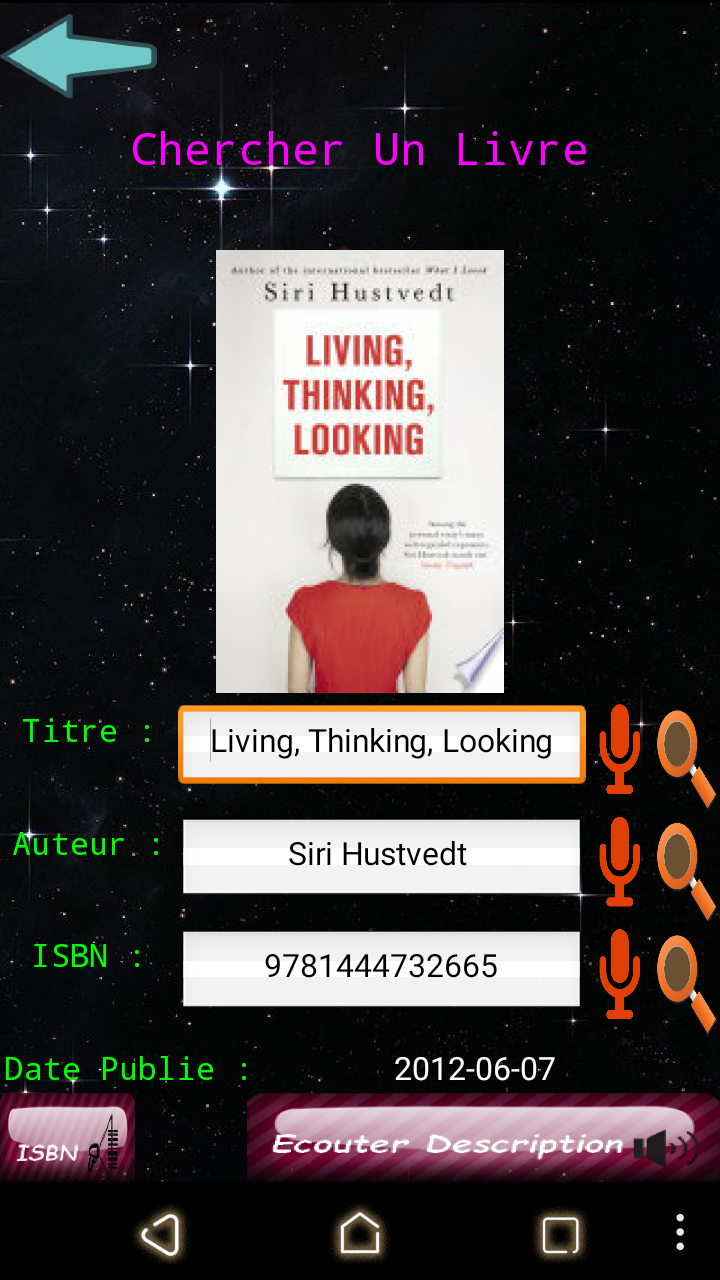 Chercher Un Livre
Author of the international bestseller What I Loved
Siri Hustvedt
LIVING,
THINKING,
LOOKING
Titre :
Living, Thinking, Looking
Auteur :
Siri Hustvedt
ISBN :
9781444732665
Date Publie :
2012-06-07
ISBN
Ecouter Description